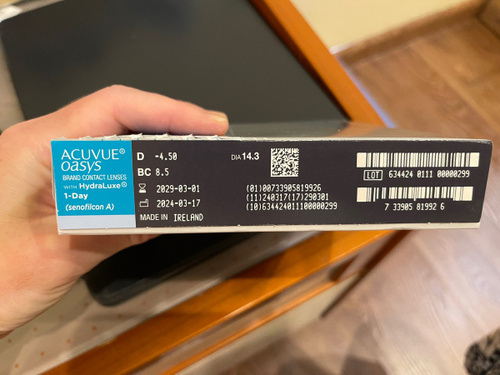 ACUVUE®
oasys
BRAND CONTACT LENSES
WITH HydraLuxe®
1-Day
(senofilcon A)
D -4.50
BC 8.5
2029-03-01
2024-03-17
MADE IN IRELAND
DIA 14.3
(01)00733905819926
(11)240317(17)290301
(10)634424011100000299
LOT 634424 0111 00000299
7 33905 81992 6